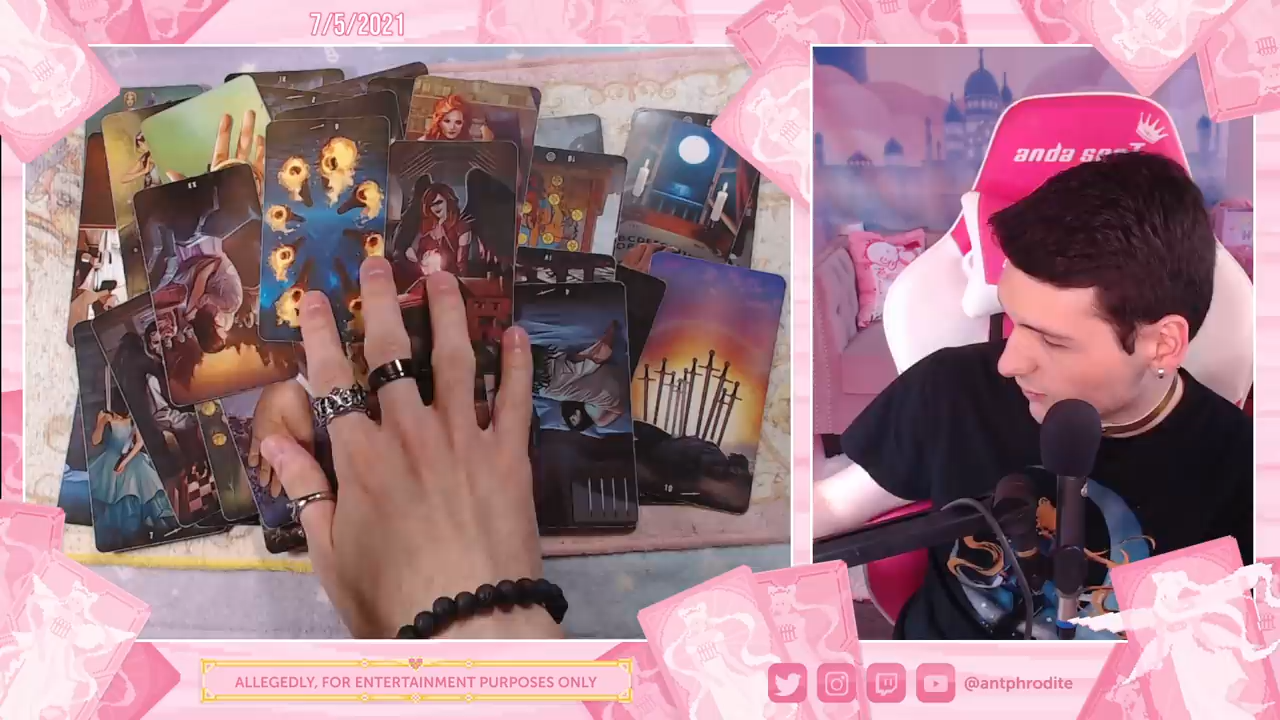 7/5/2021
anda seaT
ALLEGEDLY, FOR ENTERTAINMENT PURPOSES ONLY
@antphrodite